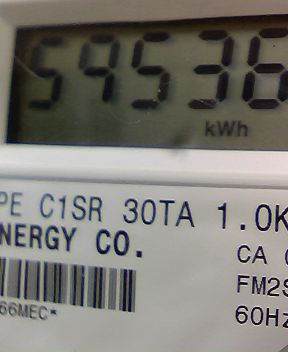 59536
kWh
PE C1SR 30TA 1.0K
NERGY CO.
CA
FM2S
66MEC*
60Hz